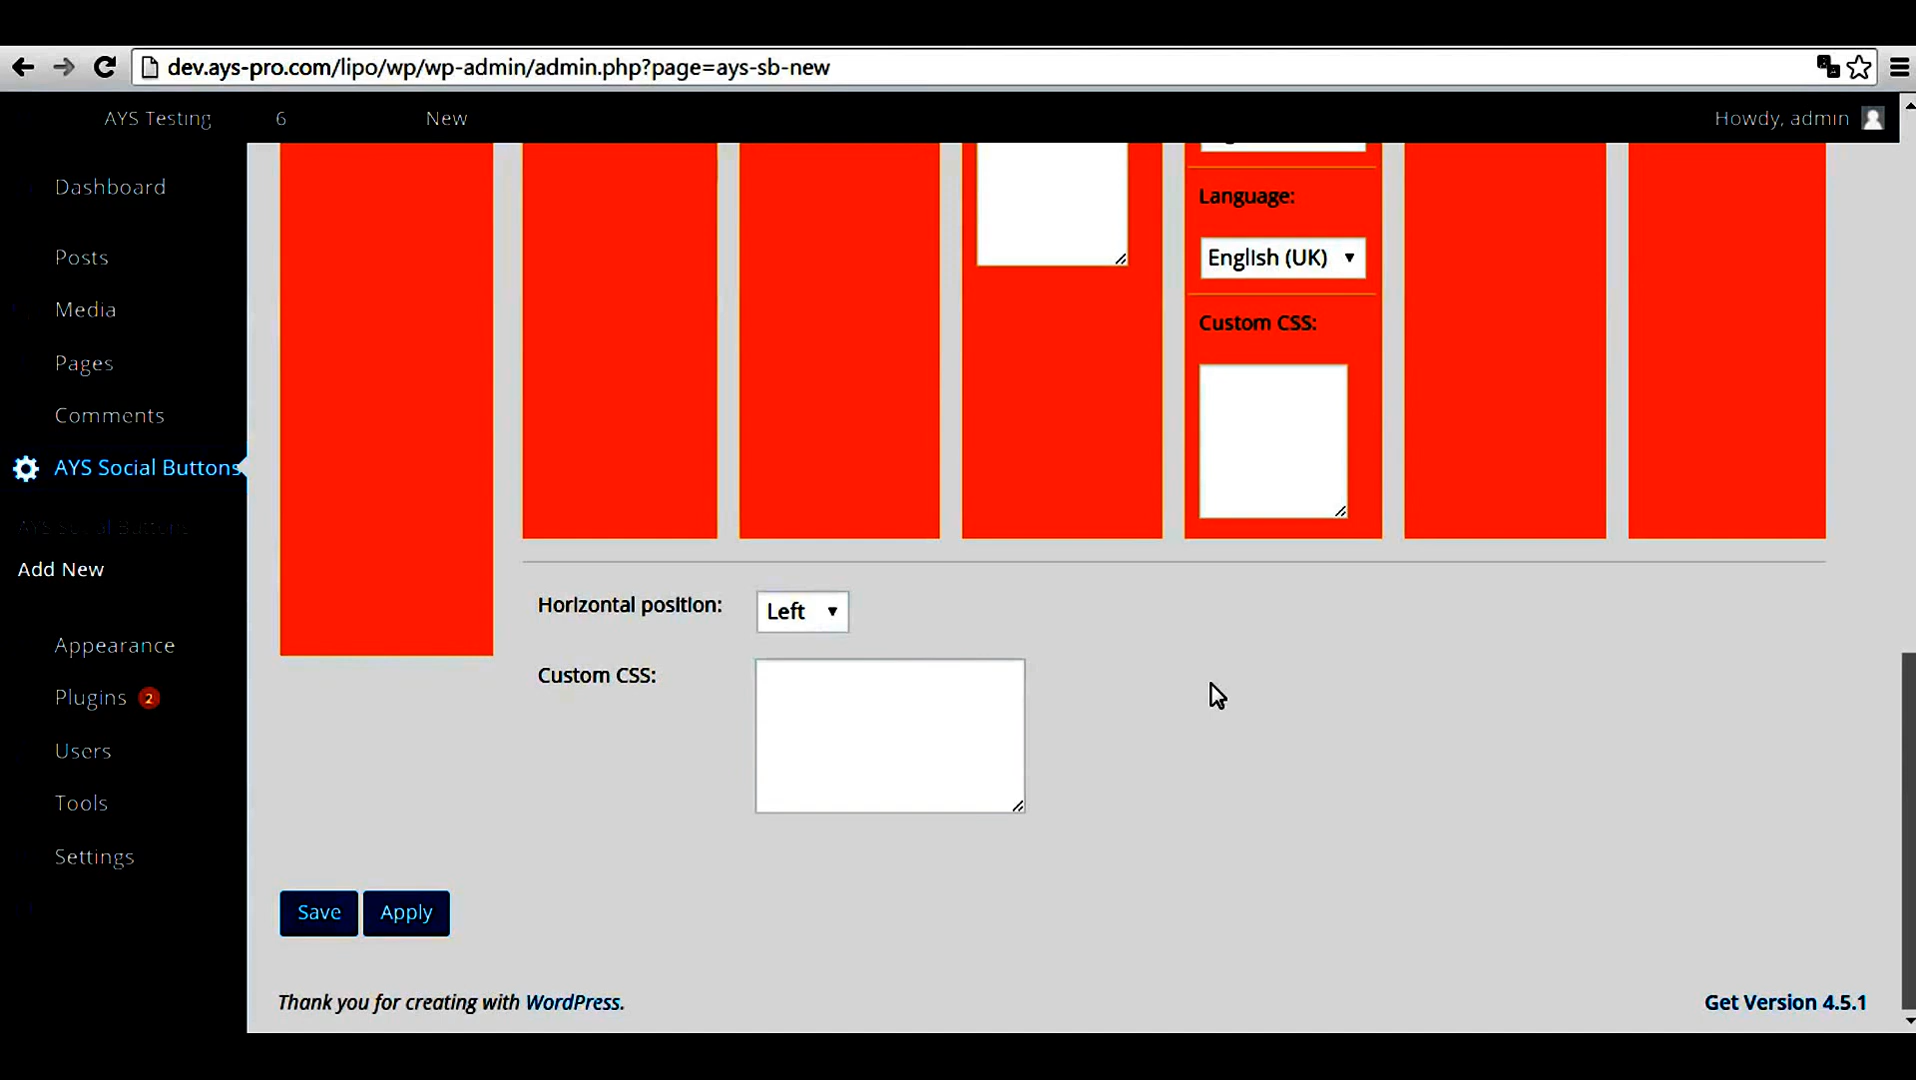 dev.ays-pro.com/lipo/wp/wp-admin/admin.php?page=ays-sb-new
AYS Testing 6 New Howdy, admin
Dashboard
Posts
Media
Pages
Comments
AYS Social Buttons
AYS Social Buttons
Add New
Appearance
Plugins 2
Users
Tools
Settings
Language:
English (UK)
Custom CSS:
Horizontal position: Left
Custom CSS:
Save Apply
Thank you for creating with WordPress.
Get Version 4.5.1